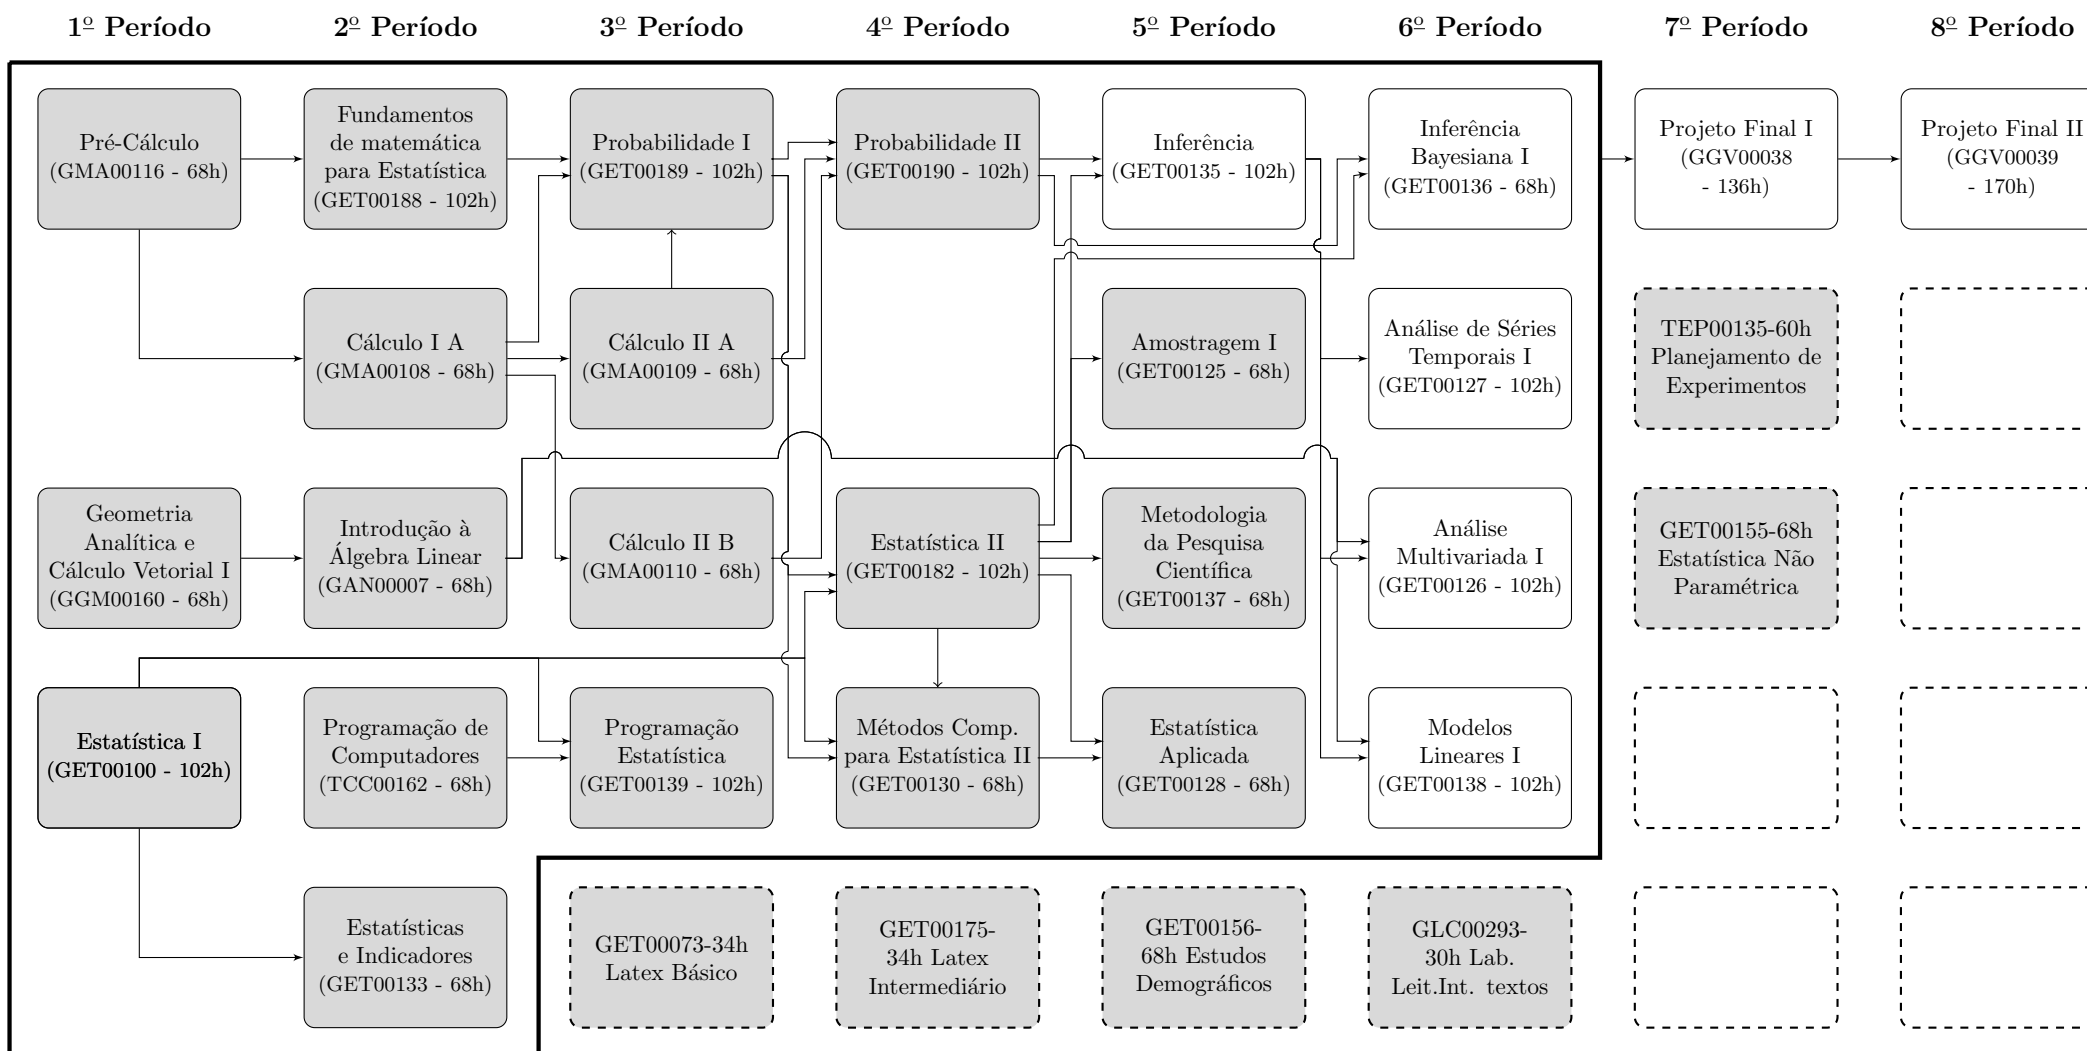 1º Período
2º Período
3º Período
4º Período
5º Período
6º Período
7º Período
8º Período
Pré-Cálculo
(GMA00116 - 68h)
Fundamentos
de matemática
para Estatística
(GET00188 - 102h)
Probabilidade I
(GET00189 - 102h)
Probabilidade II
(GET00190 - 102h)
Inferência
(GET00135 - 102h)
Inferência
Bayesiana I
(GET00136 - 68h)
Projeto Final I
(GGV00038
- 136h)
Projeto Final II
(GGV00039
- 170h)
Cálculo I A
(GMA00108 - 68h)
Cálculo II A
(GMA00109 - 68h)
Amostragem I
(GET00125 - 68h)
Análise de Séries
Temporais I
(GET00127 - 102h)
TEP00135-60h
Planejamento de
Experimentos
Geometria
Analítica e
Cálculo Vetorial I
(GGM00160 - 68h)
Introdução à
Álgebra Linear
(GAN00007 - 68h)
Cálculo II B
(GMA00110 - 68h)
Estatística II
(GET00182 - 102h)
Metodologia
da Pesquisa
Científica
(GET00137 - 68h)
Análise
Multivariada I
(GET00126 - 102h)
GET00155-68h
Estatística Não
Paramétrica
Estatística I
(GET00100 - 102h)
Programação de
Computadores
(TCC00162 - 68h)
Programação
Estatística
(GET00139 - 102h)
Métodos Comp.
para Estatística II
(GET00130 - 68h)
Estatística
Aplicada
(GET00128 - 68h)
Modelos
Lineares I
(GET00138 - 102h)
Estatísticas
e Indicadores
(GET00133 - 68h)
GET00073-34h
Latex Básico
GET00175-
34h Latex
Intermediário
GET00156-
68h Estudos
Demográficos
GLC00293-
30h Lab.
Leit.Int. textos